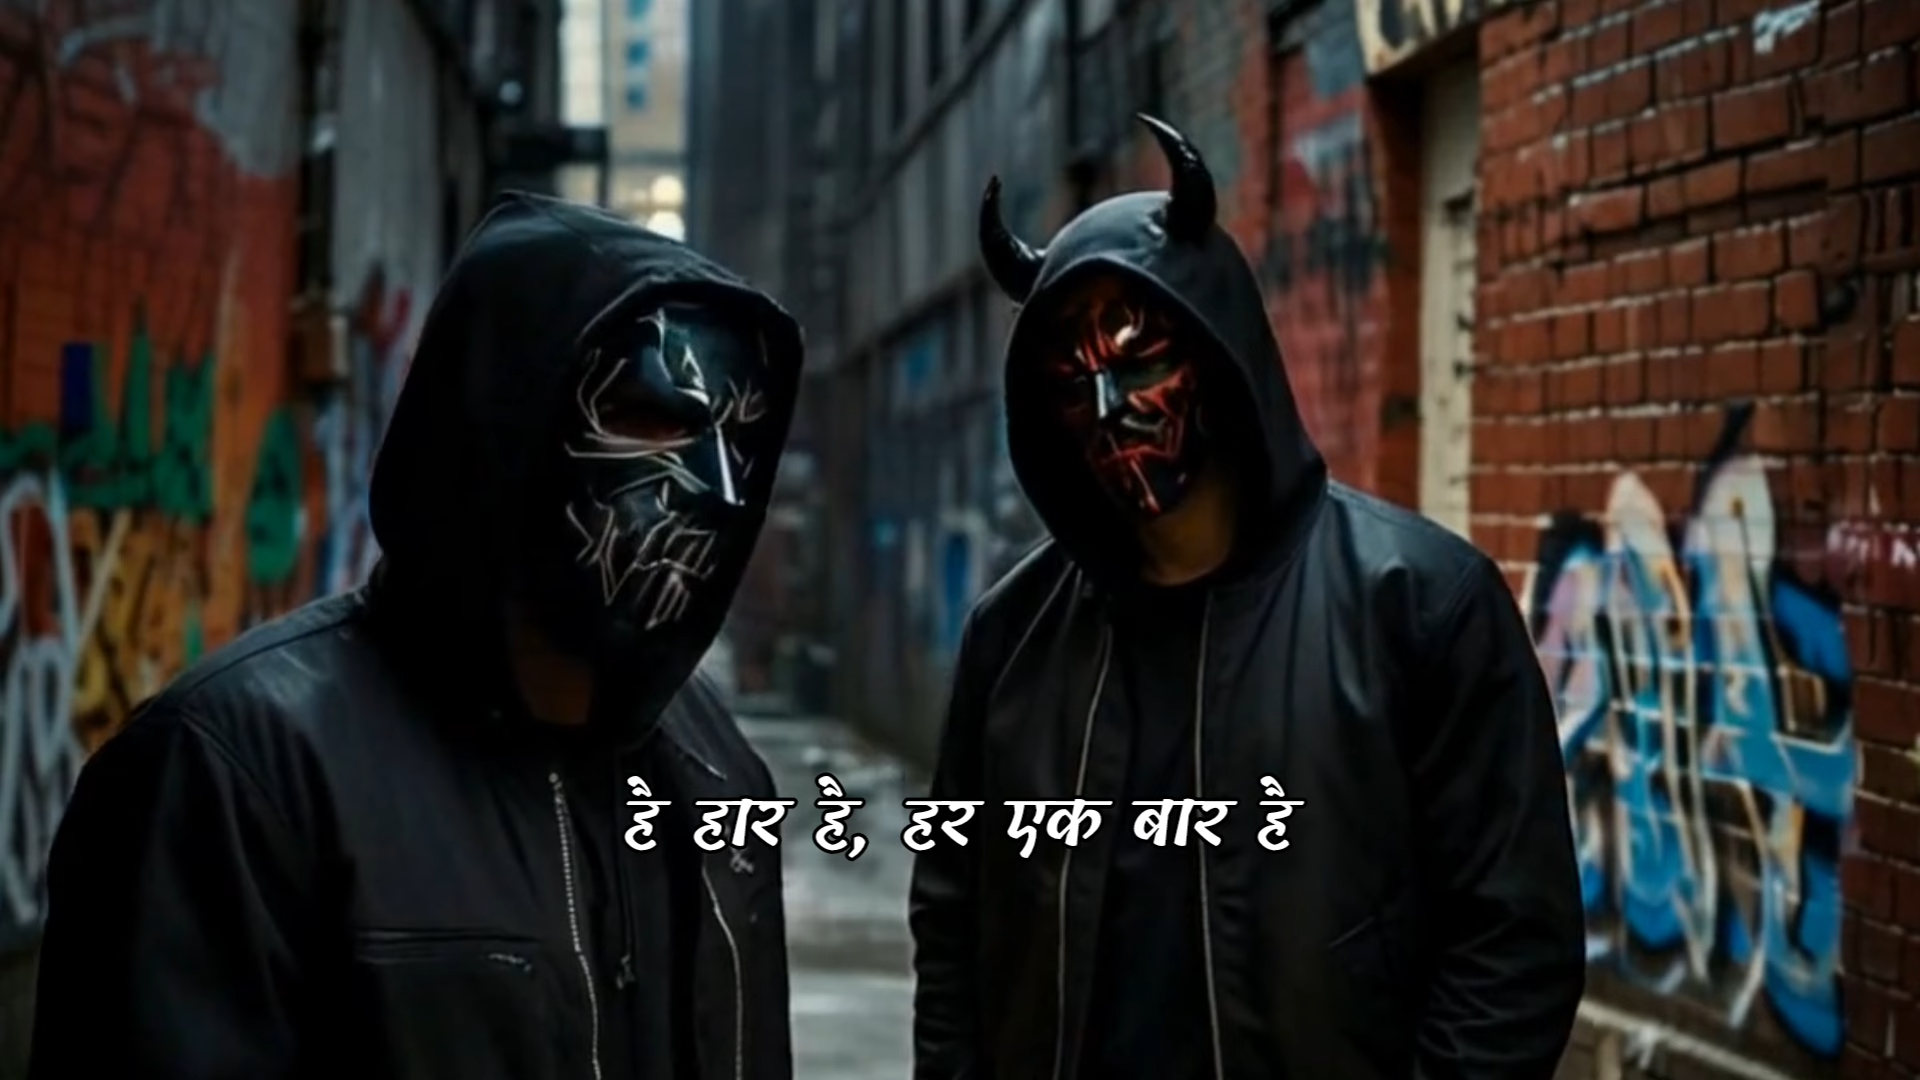 है हार है, हर एक बार है